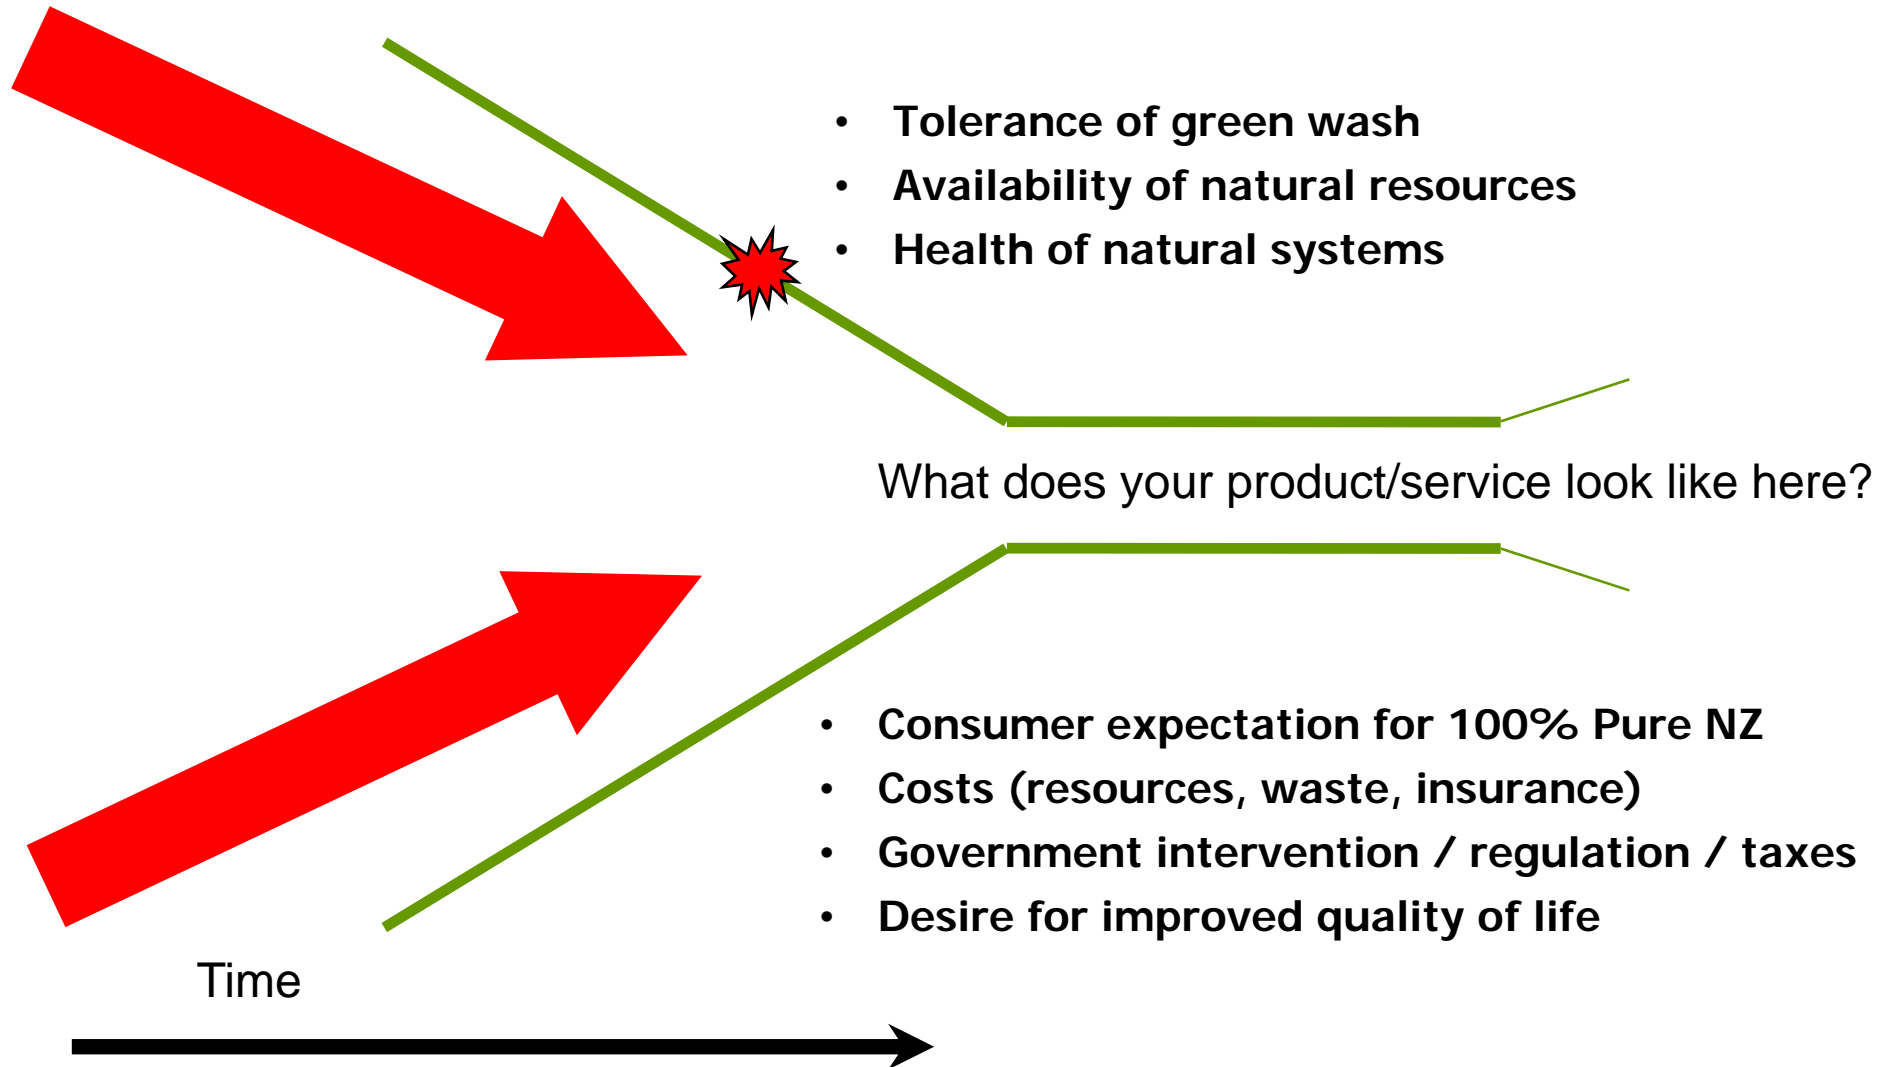 • Tolerance of green wash
• Availability of natural resources
• Health of natural systems
What does your product/service look like here?
• Consumer expectation for 100% Pure NZ
• Costs (resources, waste, insurance)
• Government intervention / regulation / taxes
• Desire for improved quality of life
Time